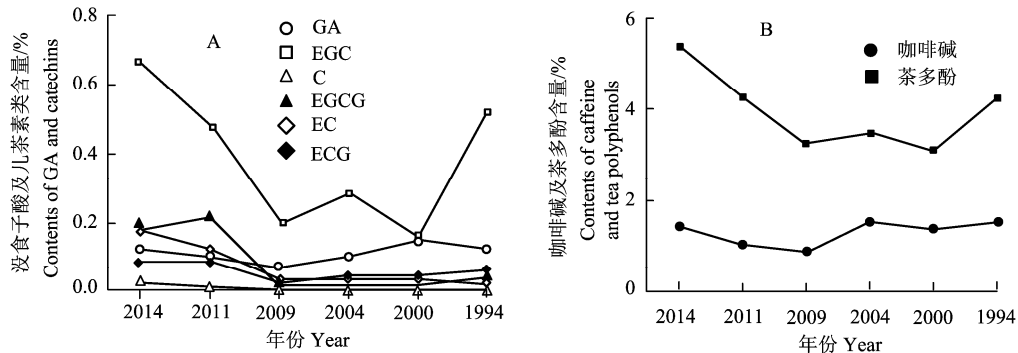 没食子酸及儿茶素类含量/%
Contents of GA and catechins
0.8
0.6
0.4
0.2
0.0
A
GA
EGC
C
EGCG
EC
ECG
2014 2011 2009 2004 2000 1994
年份 Year
咖啡碱及茶多酚含量/%
Contents of caffeine
and tea polyphenols
6
4
2
0
B
咖啡碱
茶多酚
2014 2011 2009 2004 2000 1994
年份 Year